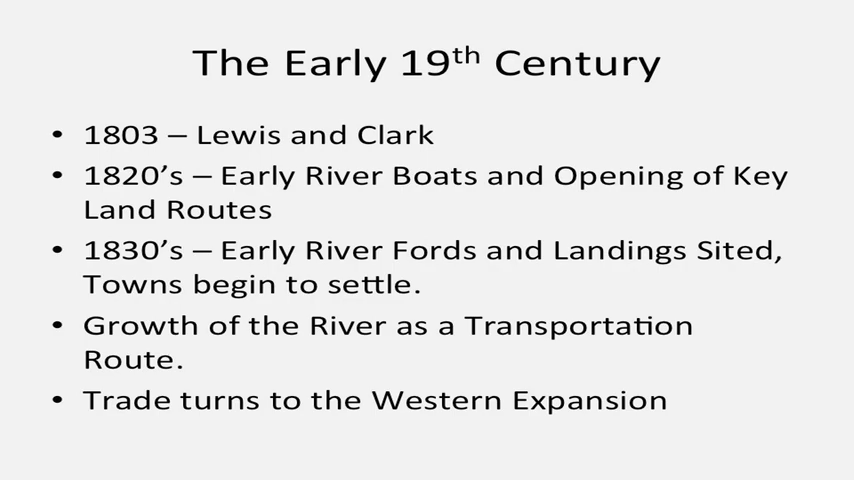 The Early 19th Century
• 1803 – Lewis and Clark
• 1820’s – Early River Boats and Opening of Key
Land Routes
• 1830’s – Early River Fords and Landings Sited,
Towns begin to settle.
• Growth of the River as a Transportation
Route.
• Trade turns to the Western Expansion